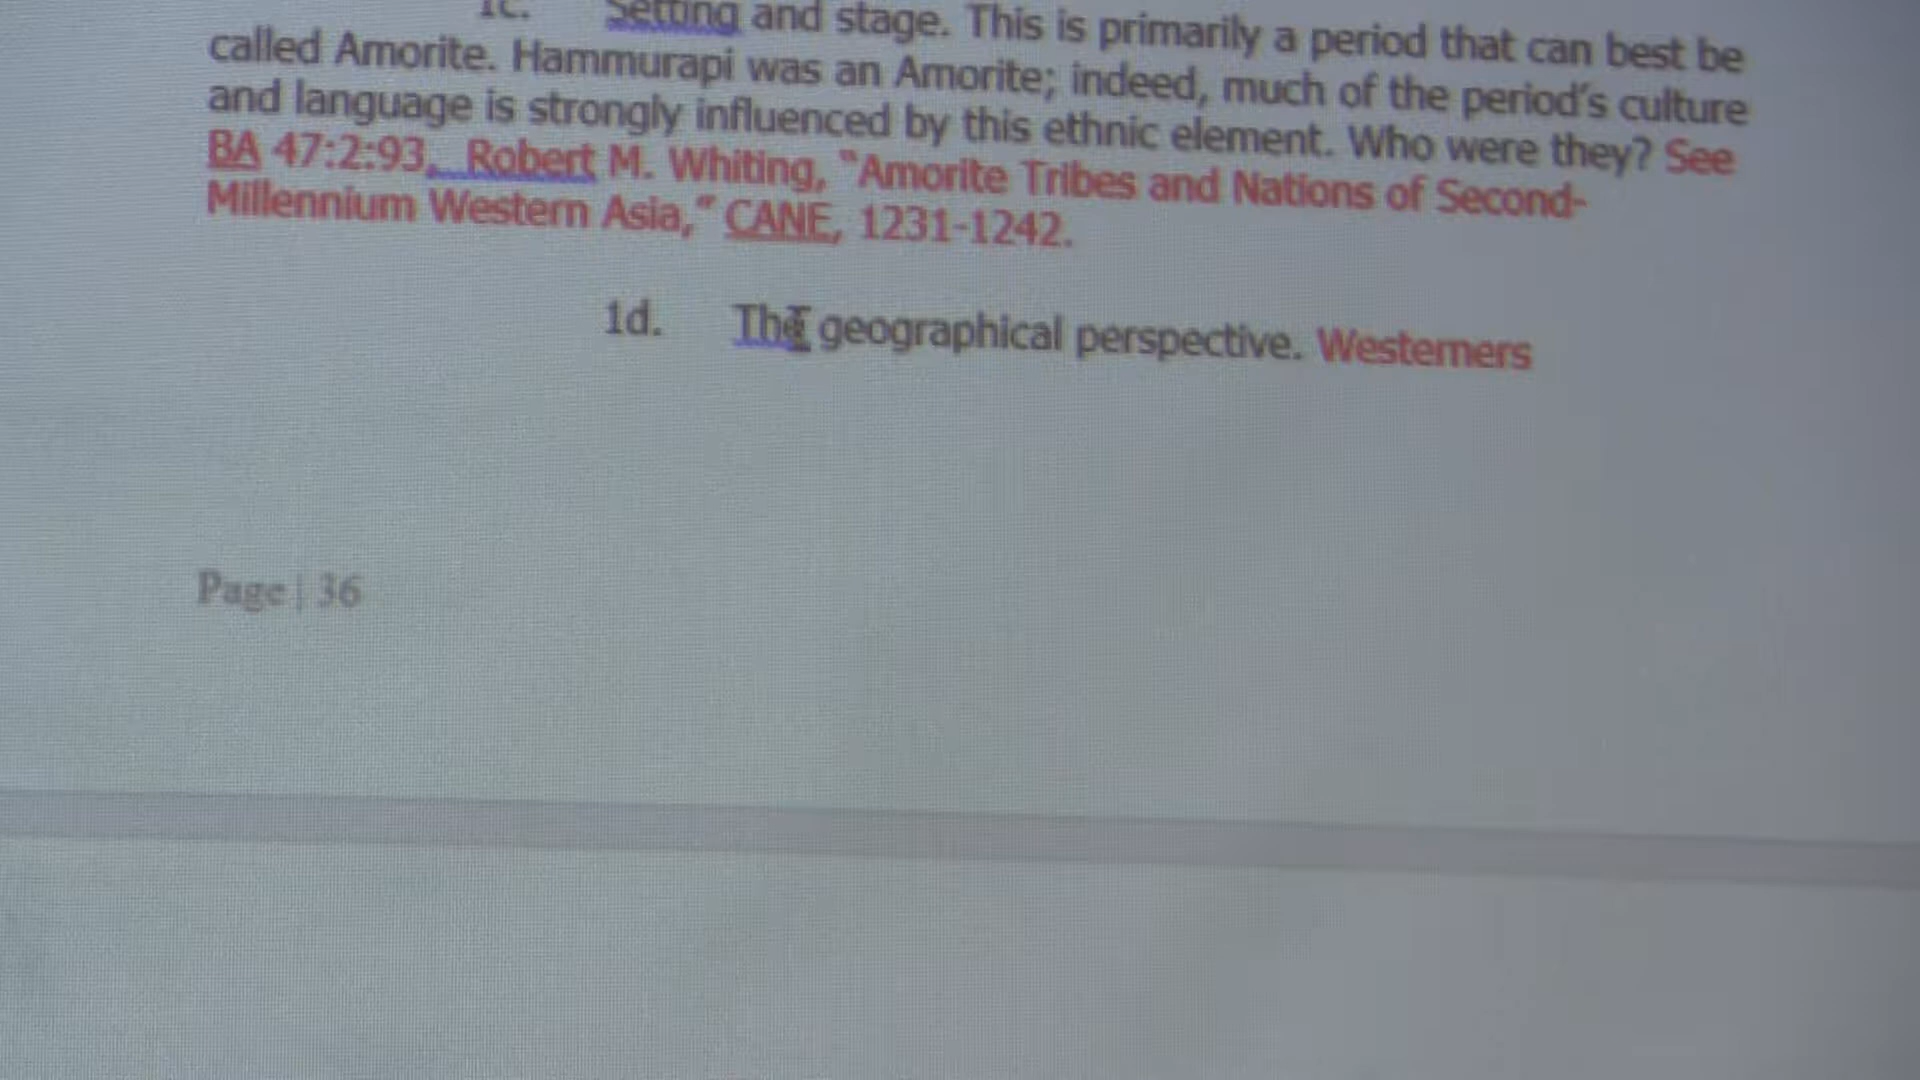 1c. Setting and stage. This is primarily a period that can best be
called Amorite. Hammurapi was an Amorite; indeed, much of the period's culture
and language is strongly influenced by this ethnic element. Who were they? See
BA 47:2:93, Robert M. Whiting, "Amorite Tribes and Nations of Second-
Millennium Western Asia," CANE, 1231-1242.
1d. The geographical perspective. Westerners
Page | 36